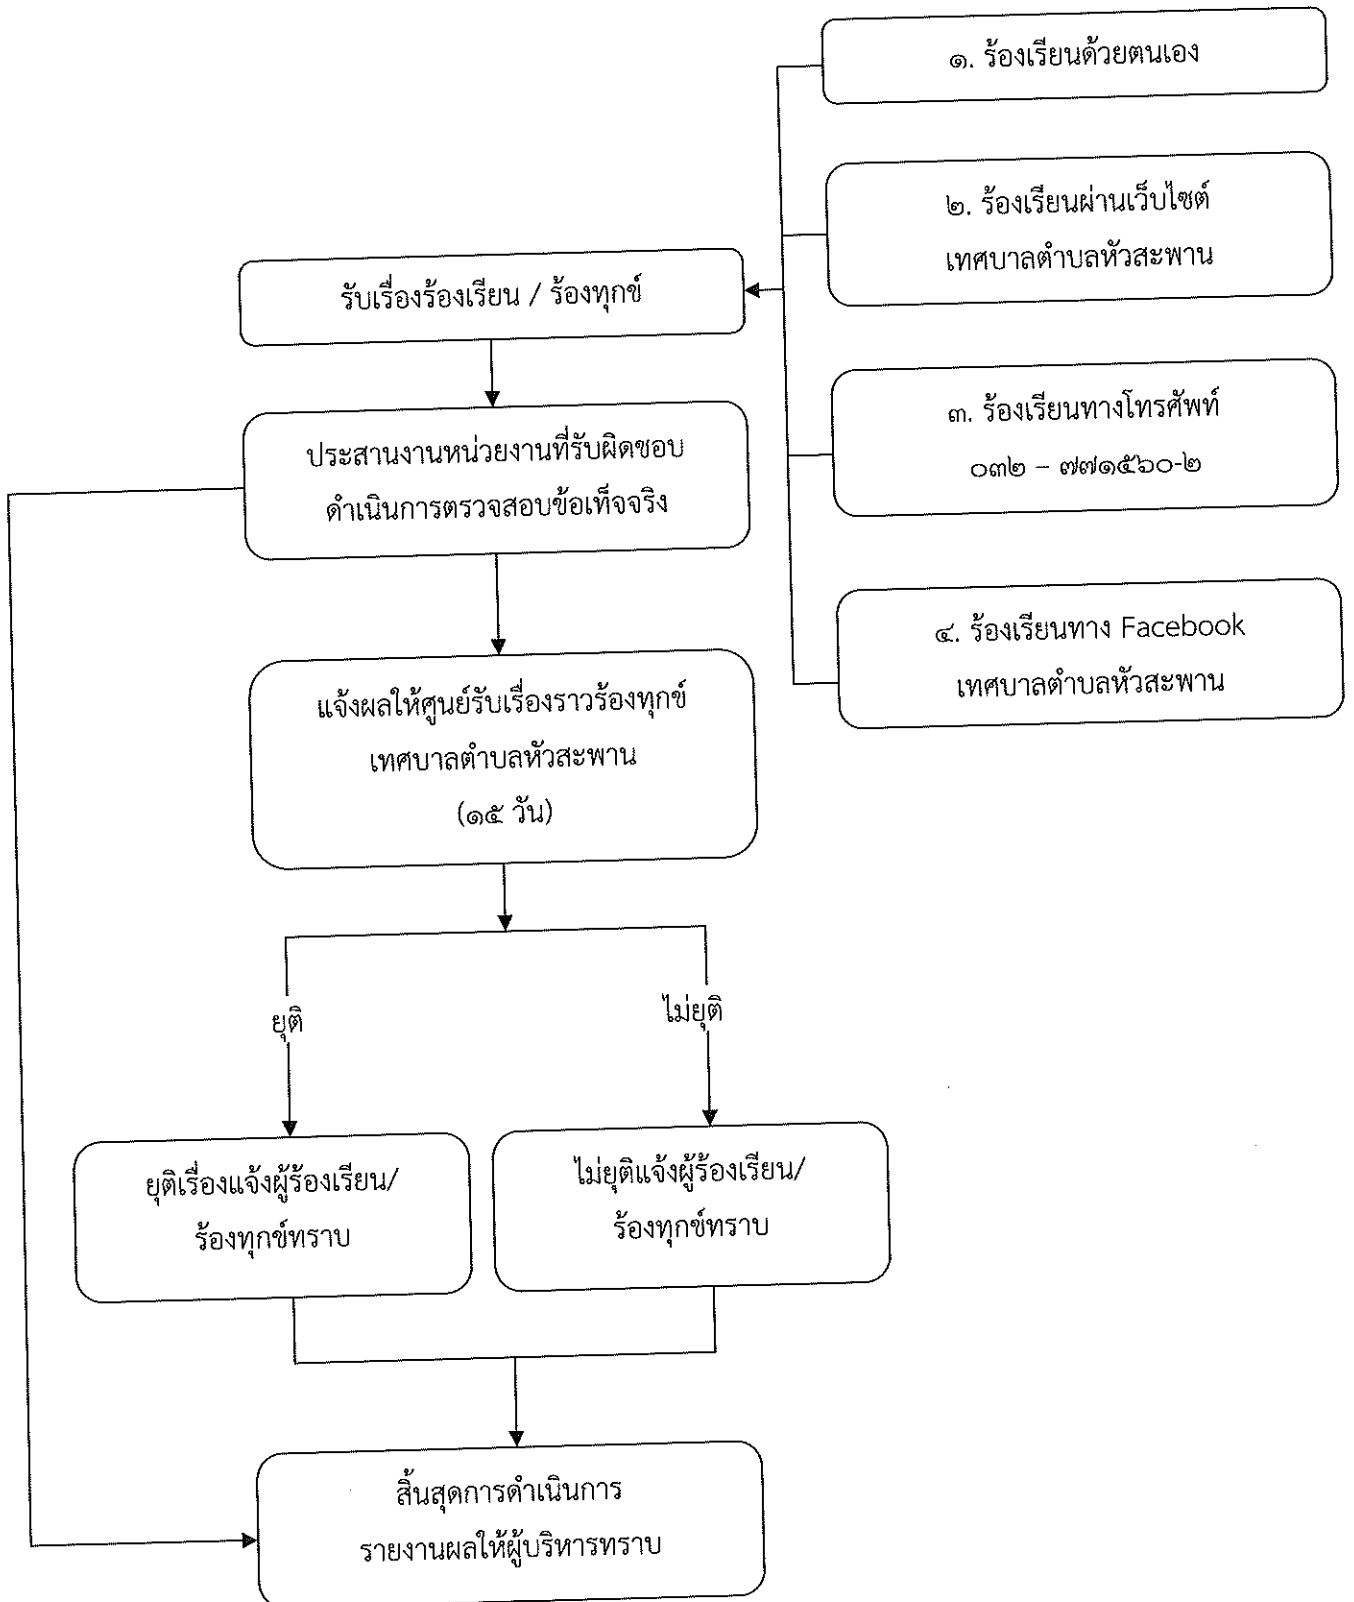 ๑. ร้องเรียนด้วยตนเอง
๒. ร้องเรียนผ่านเว็บไซต์
เทศบาลตำบลหัวสะพาน
๓. ร้องเรียนทางโทรศัพท์
๐๓๒ – ๗๗๑๕๖๐-๒
๔. ร้องเรียนทาง Facebook
เทศบาลตำบลหัวสะพาน
รับเรื่องร้องเรียน / ร้องทุกข์
ประสานงานหน่วยงานที่รับผิดชอบ
ดำเนินการตรวจสอบข้อเท็จจริง
แจ้งผลให้ศูนย์รับเรื่องราวร้องทุกข์
เทศบาลตำบลหัวสะพาน
(๑๕ วัน)
ยุติ
ไม่ยุติ
ยุติเรื่องแจ้งผู้ร้องเรียน/
ร้องทุกข์ทราบ
ไม่ยุติแจ้งผู้ร้องเรียน/
ร้องทุกข์ทราบ
สิ้นสุดการดำเนินการ
รายงานผลให้ผู้บริหารทราบ